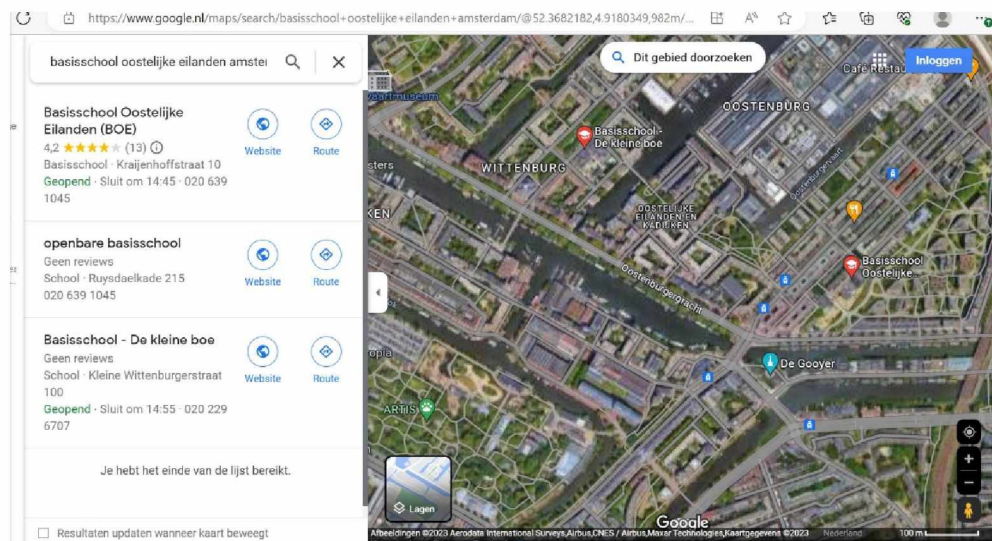 https://www.google.nl/maps/search/basisschool+oostelijke+eilanden+amsterdam/@52.3682182,4.9180349,982m/...
basisschool oostelijke eilanden amster
Dit gebied doorzoeken
Inloggen
Basisschool Oostelijke
Eilanden (BOE)
4,2 (13)
Basisschool · Kraijenhoffstraat 10
Geopend · Sluit om 14:45 · 020 639
1045
Website
Route
openbare basisschool
Geen reviews
School · Ruysdaelkade 215
020 639 1045
Website
Route
Basisschool - De kleine boe
Geen reviews
School · Kleine Wittenburgerstraat
100
Geopend · Sluit om 14:55 · 020 229
6707
Website
Route
Je hebt het einde van de lijst bereikt.
Resultaten updaten wanneer kaart beweegt
Café Restau
OOSTENBURG
Basisschool -
De kleine boe
WITTENBURG
Oostenburgervaart
OOSTELIJKE
EILANDEN EN
KADIJKEN
Basisschool
Oostelijke...
Oostenburgergracht
De Gooyer
ARTIS
Lagen
Google
Afbeeldingen ©2023 Aerodata International Surveys,Airbus,CNES / Airbus,Maxar Technologies,Kaartgegevens ©2023
Nederland
100 m